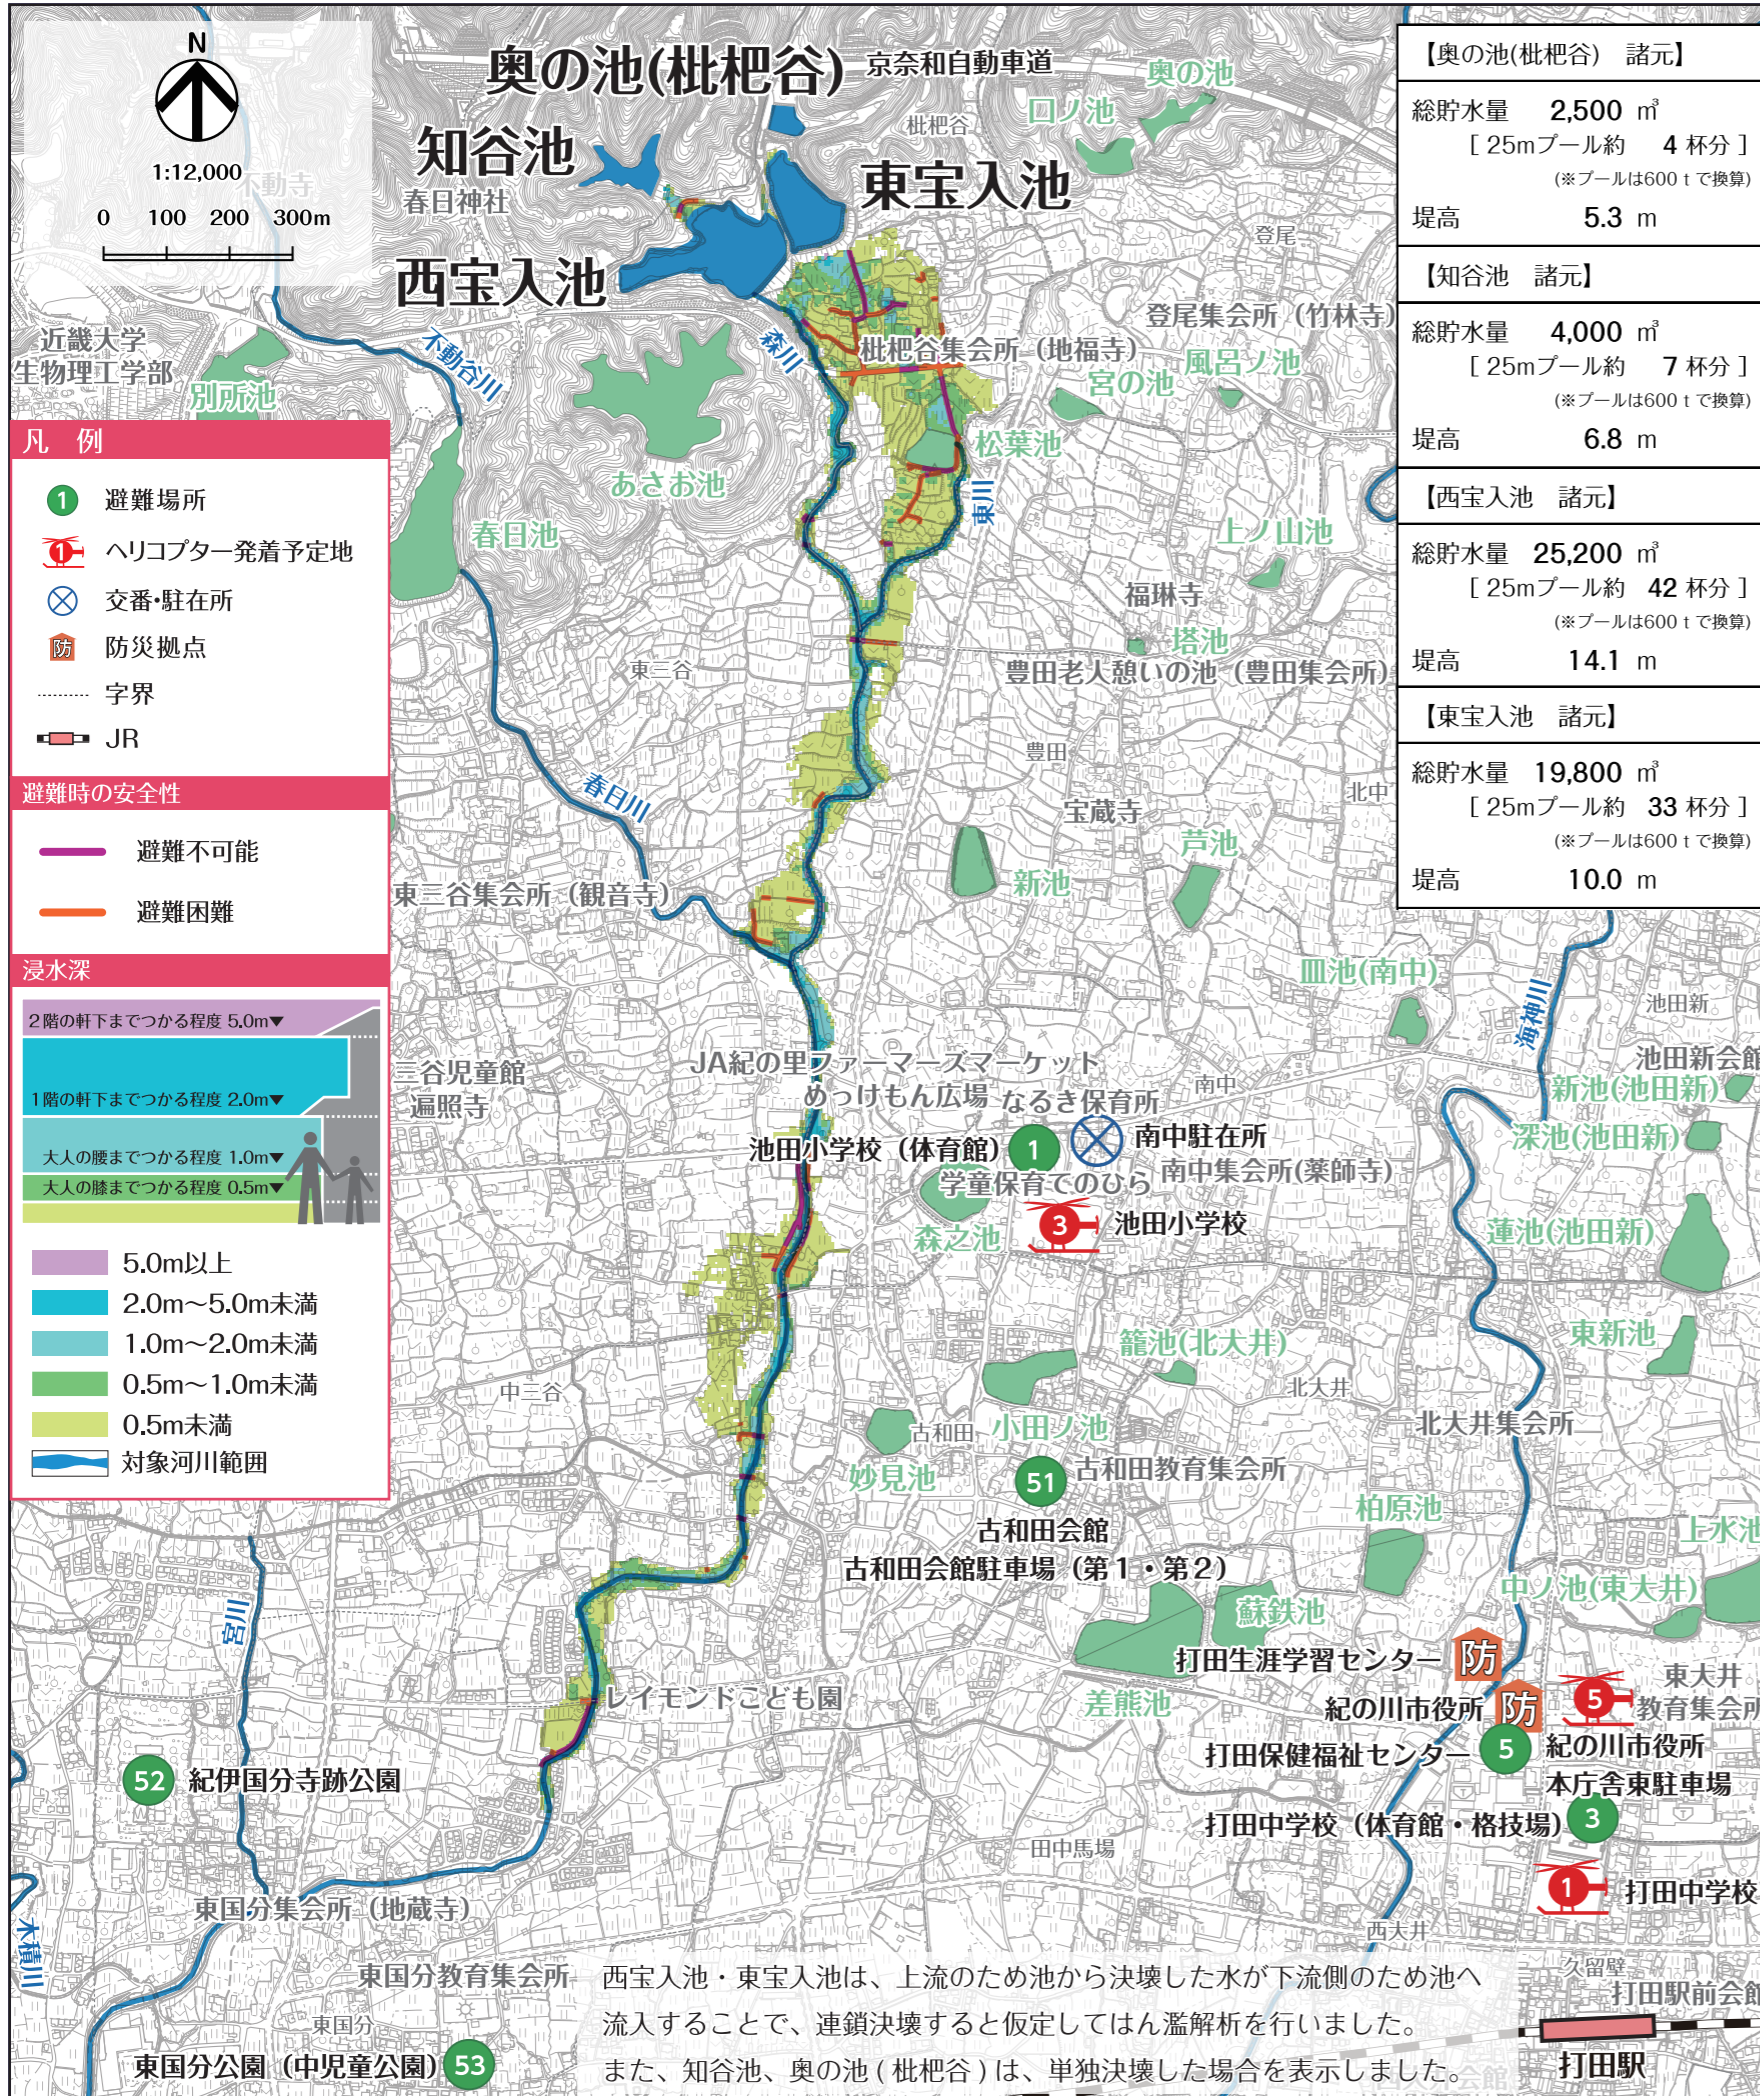 N
1:12,000
0 100 200 300m
不動寺
奥の池(枇杷谷)
京奈和自動車道
奥の池
口ノ池
枇杷谷
知谷池
春日神社
東宝入池
西宝入池
登尾
登尾集会所（竹林寺）
近畿大学
生物理工学部
別所池
不動谷川
森川
枇杷谷集会所（地福寺）
風呂ノ池
宮の池
松葉池
あさお池
東川
春日池
上ノ山池
福琳寺
塔池
東三谷
豊田老人憩いの池（豊田集会所）
豊田
春日川
北中
宝蔵寺
芦池
新池
東三谷集会所（観音寺）
皿池(南中)
海神川
池田新
池田新会館
新池(池田新)
深池(池田新)
三谷児童館
遍照寺
JA紀の里ファーマーズマーケット
めっけもん広場
なるき保育所
南中
池田小学校（体育館）
1
南中駐在所
学童保育てのひら
南中集会所(薬師寺)
森之池
3
池田小学校
蓮池(池田新)
東新池
籠池(北大井)
北大井
中三谷
古和田
小田ノ池
北大井集会所
妙見池
51
古和田教育集会所
古和田会館
古和田会館駐車場（第１・第２）
柏原池
上水池
中ノ池(東大井)
蘇鉄池
宮川
打田生涯学習センター
防
東大井
教育集会所
レイモンドこども園
差熊池
紀の川市役所
防
5
打田保健福祉センター
5
紀の川市役所
本庁舎東駐車場
52
紀伊国分寺跡公園
打田中学校（体育館・格技場）
3
田中馬場
1
打田中学校
東国分集会所（地蔵寺）
西大井
木積川
東国分教育集会所
久留壁
打田駅前会館
東国分
東国分公園（中児童公園）
53
打田駅
西宝入池・東宝入池は、上流のため池から決壊した水が下流側のため池へ
流入することで、連鎖決壊すると仮定してはん濫解析を行いました。
また、知谷池、奥の池(枇杷谷)は、単独決壊した場合を表示しました。
凡　例
1 避難場所
1 ヘリコプター発着予定地
交番・駐在所
防 防災拠点
字界
JR
避難時の安全性
避難不可能
避難困難
浸水深
２階の軒下までつかる程度 5.0m▼
１階の軒下までつかる程度 2.0m▼
大人の腰までつかる程度 1.0m▼
大人の膝までつかる程度 0.5m▼
5.0m以上
2.0m～5.0m未満
1.0m～2.0m未満
0.5m～1.0m未満
0.5m未満
対象河川範囲
【奥の池(枇杷谷)　諸元】
総貯水量 2,500 ㎥
[ 25mプール約 4 杯分 ]
(※プールは600ｔで換算)
堤高 5.3 m
【知谷池　諸元】
総貯水量 4,000 ㎥
[ 25mプール約 7 杯分 ]
(※プールは600ｔで換算)
堤高 6.8 m
【西宝入池　諸元】
総貯水量 25,200 ㎥
[ 25mプール約 42 杯分 ]
(※プールは600ｔで換算)
堤高 14.1 m
【東宝入池　諸元】
総貯水量 19,800 ㎥
[ 25mプール約 33 杯分 ]
(※プールは600ｔで換算)
堤高 10.0 m